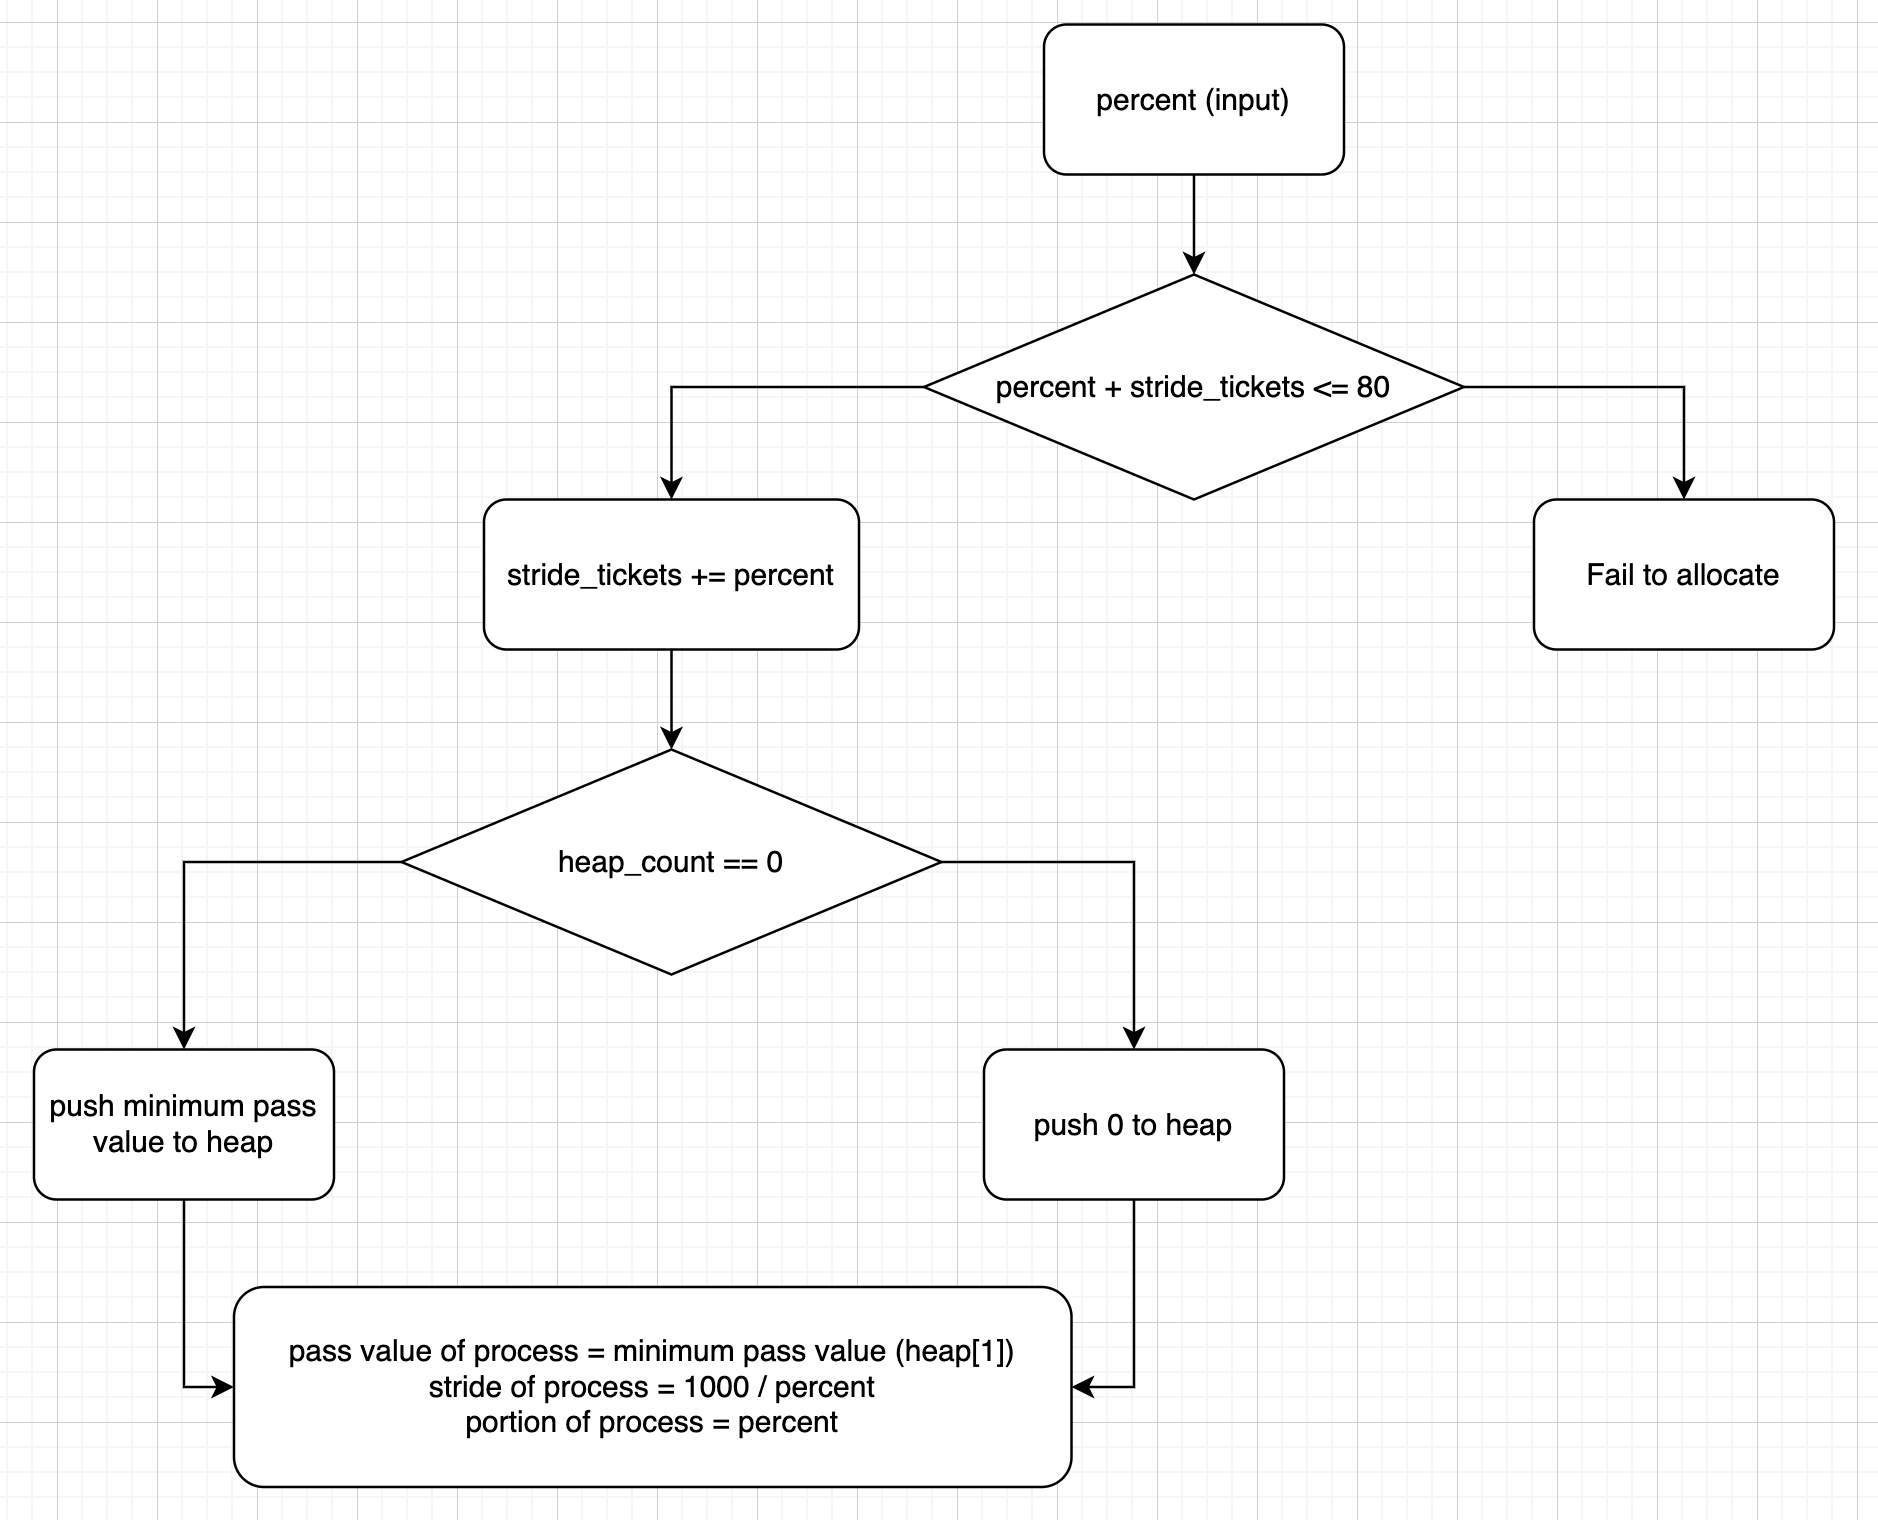 percent (input)
percent + stride_tickets <= 80
stride_tickets += percent
Fail to allocate
heap_count == 0
push minimum pass
value to heap
push 0 to heap
pass value of process = minimum pass value (heap[1])
stride of process = 1000 / percent
portion of process = percent